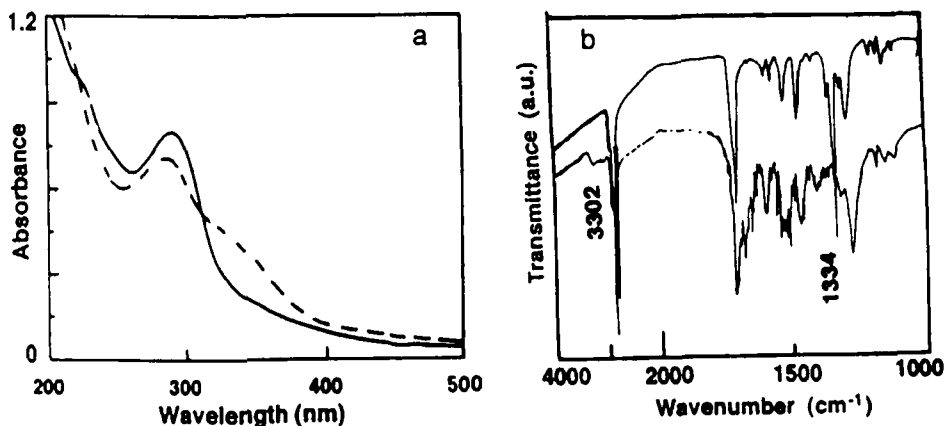 a
1.2
Absorbance
0
200
300
400
500
Wavelength (nm)
b
Transmittance (a.u.)
3302
1334
4000
2000
1500
1000
Wavenumber (cm⁻¹)